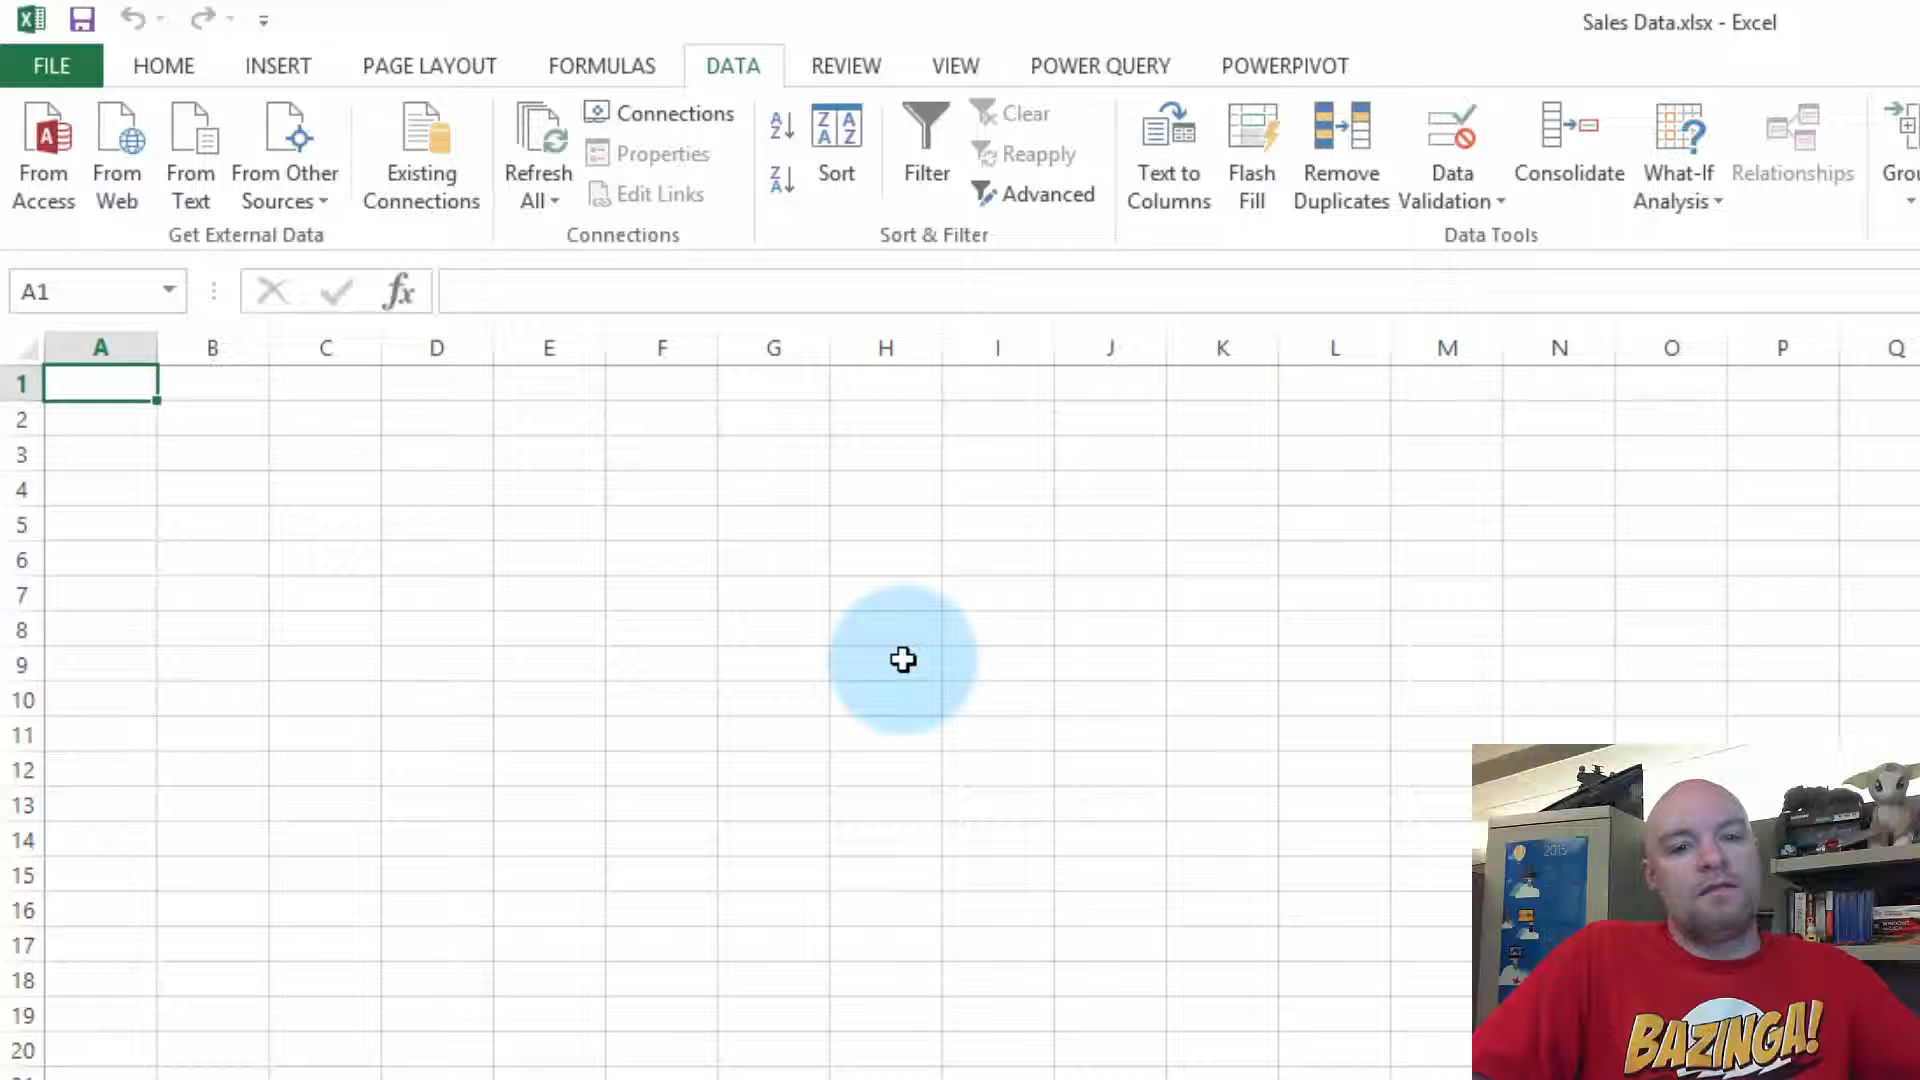 Sales Data.xlsx - Excel
FILE HOME INSERT PAGE LAYOUT FORMULAS DATA REVIEW VIEW POWER QUERY POWERPIVOT
From Access
From Web
From Text
From Other Sources
Existing Connections
Get External Data
Refresh All
Connections
Properties
Edit Links
Connections
Sort
Filter
Clear
Reapply
Advanced
Sort & Filter
Text to Columns
Flash Fill
Remove Duplicates
Data Validation
Consolidate
What-If Analysis
Relationships
Data Tools
A1
fx
A B C D E F G H I J K L M N O P Q
1
2
3
4
5
6
7
8
9
10
11
12
13
14
15
16
17
18
19
20
2015
BAZINGA!